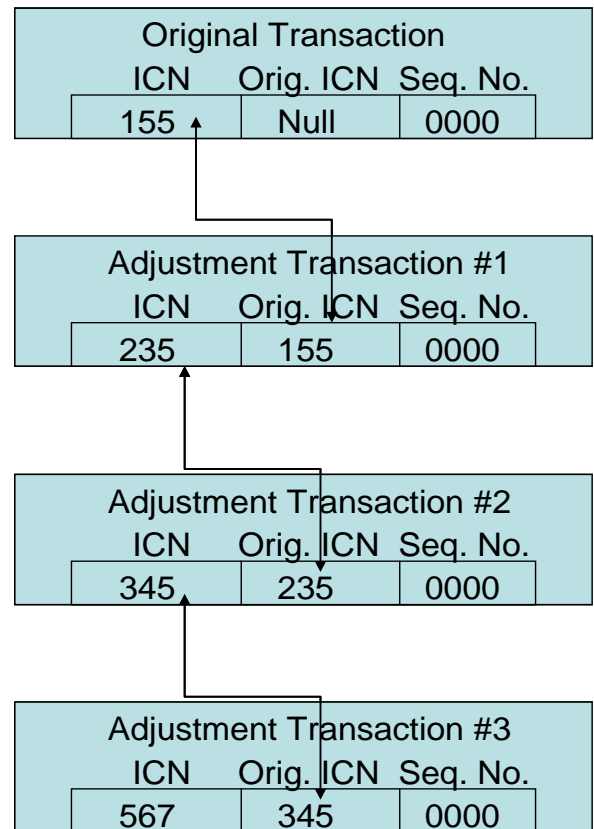 Original Transaction
ICN Orig. ICN Seq. No.
155 Null 0000
Adjustment Transaction #1
ICN Orig. ICN Seq. No.
235 155 0000
Adjustment Transaction #2
ICN Orig. ICN Seq. No.
345 235 0000
Adjustment Transaction #3
ICN Orig. ICN Seq. No.
567 345 0000